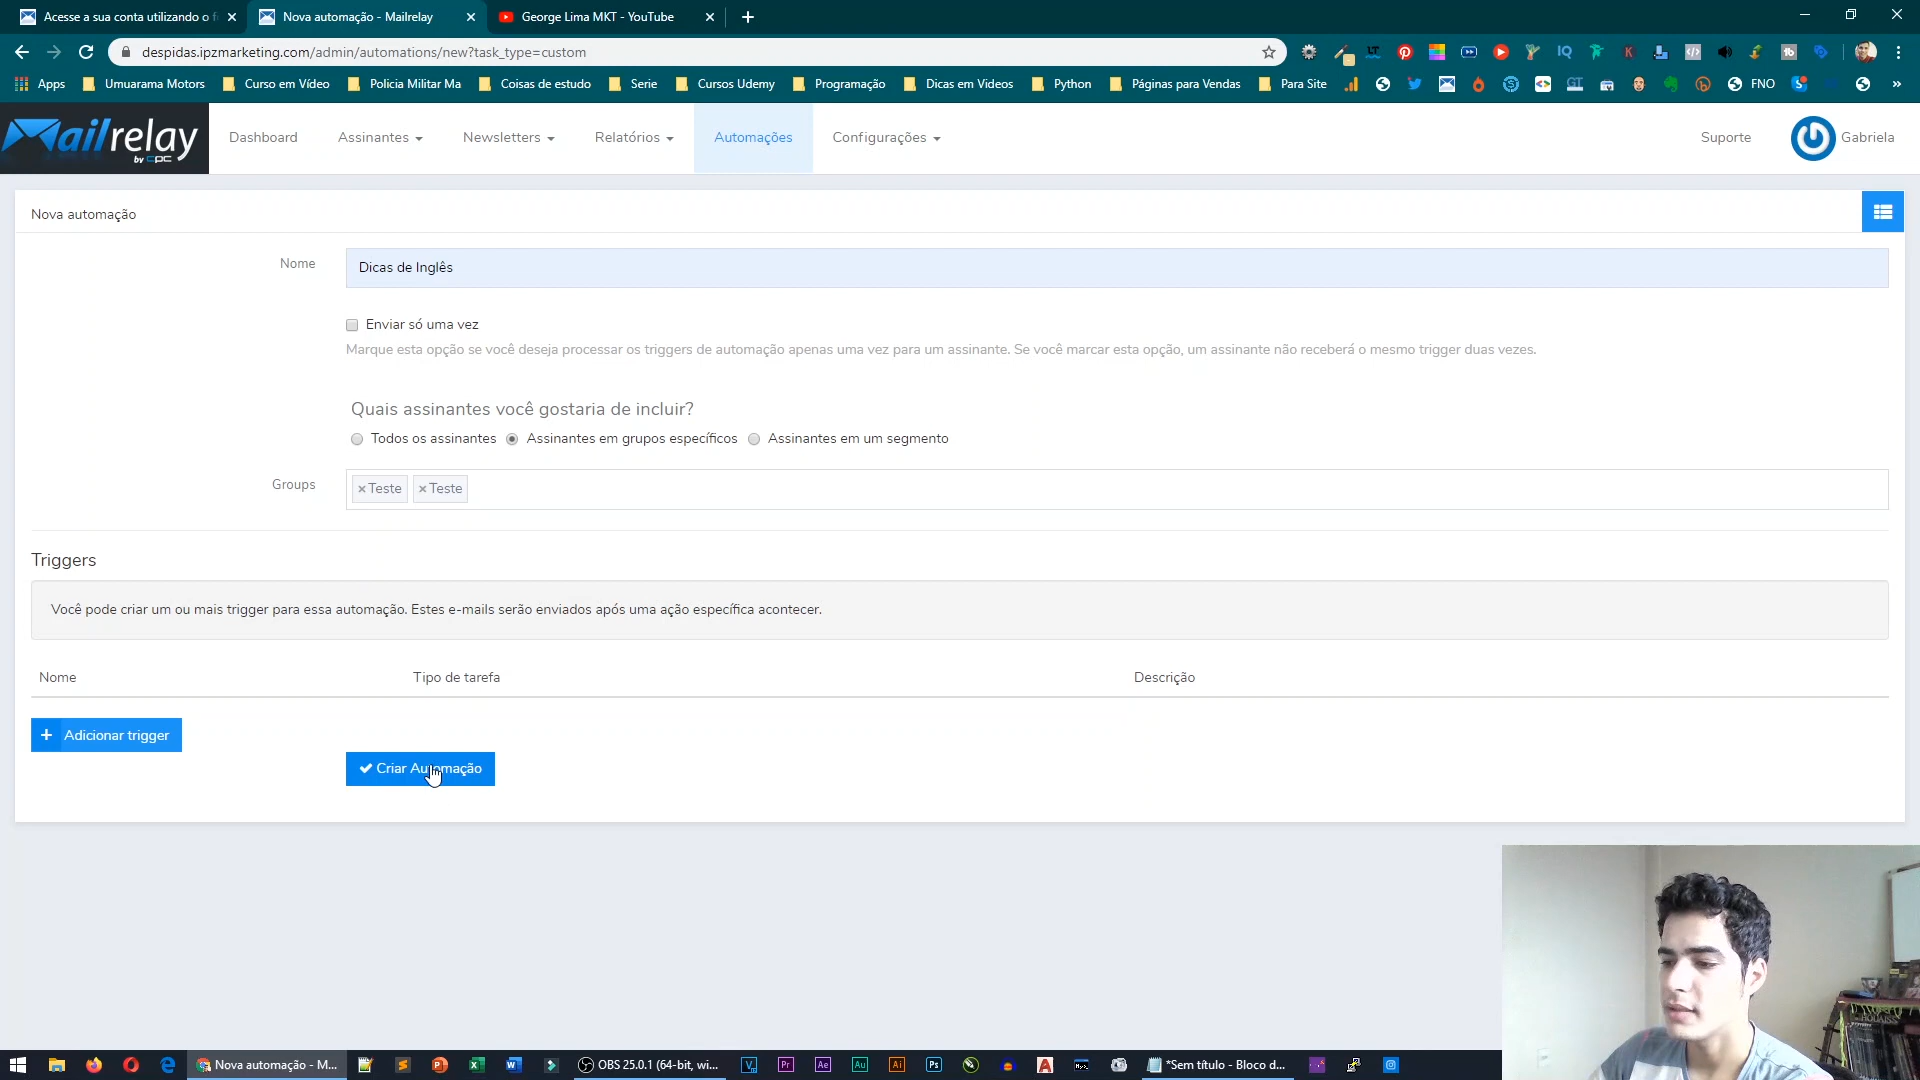 Acesse a sua conta utilizando o f
Nova automação - Mailrelay
George Lima MKT - YouTube
despidas.ipzmarketing.com/admin/automations/new?task_type=custom
Apps
Umuarama Motors
Curso em Vídeo
Policia Militar Ma
Coisas de estudo
Serie
Cursos Udemy
Programação
Dicas em Videos
Python
Páginas para Vendas
Para Site
FNO
Mailrelay
by cpc
Dashboard
Assinantes
Newsletters
Relatórios
Automações
Configurações
Suporte
Gabriela
Nova automação
Nome
Dicas de Inglês
Enviar só uma vez
Marque esta opção se você deseja processar os triggers de automação apenas uma vez para um assinante. Se você marcar esta opção, um assinante não receberá o mesmo trigger duas vezes.
Quais assinantes você gostaria de incluir?
Todos os assinantes
Assinantes em grupos específicos
Assinantes em um segmento
Groups
×Teste
×Teste
Triggers
Você pode criar um ou mais trigger para essa automação. Estes e-mails serão enviados após uma ação específica acontecer.
Nome
Tipo de tarefa
Descrição
+ Adicionar trigger
Criar Automação
Nova automação - M...
OBS 25.0.1 (64-bit, wi...
*Sem título - Bloco d...